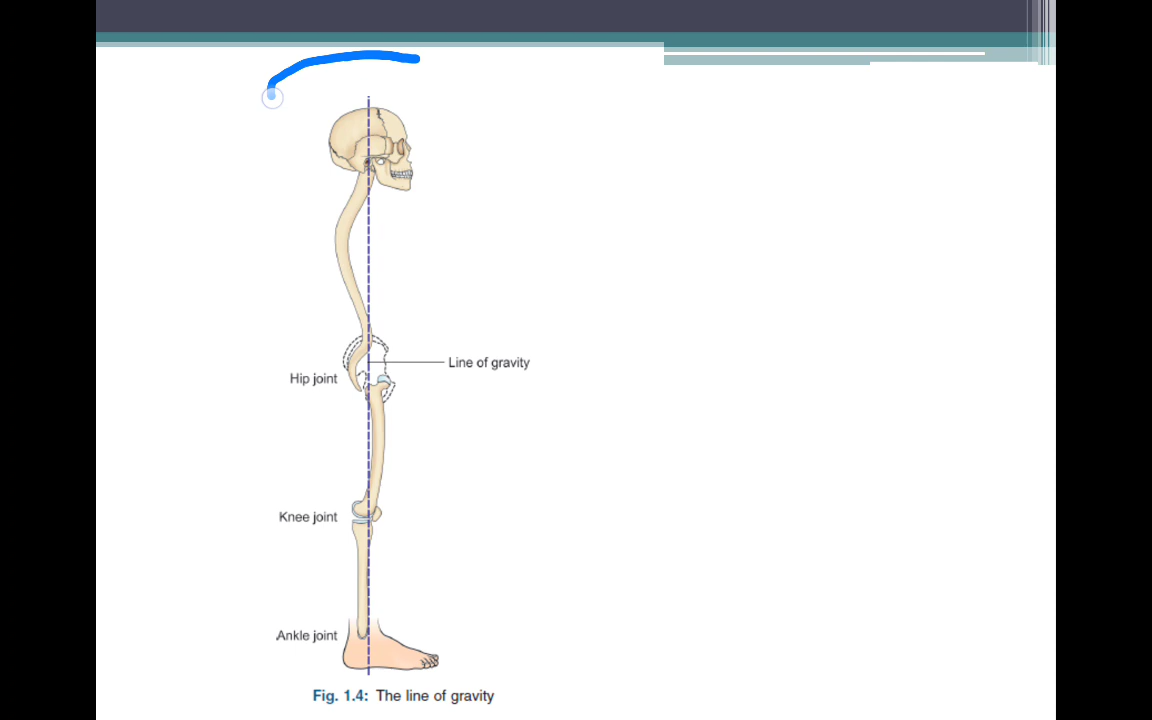 Line of gravity
Hip joint
Knee joint
Ankle joint
Fig. 1.4: The line of gravity